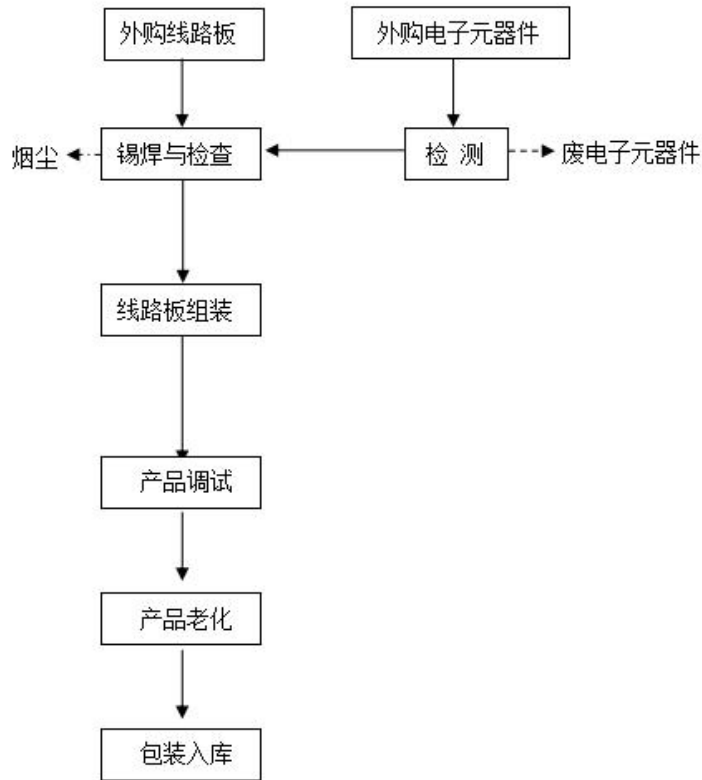 外购线路板
外购电子元器件
烟尘
锡焊与检查
检 测
废电子元器件
线路板组装
产品调试
产品老化
包装入库